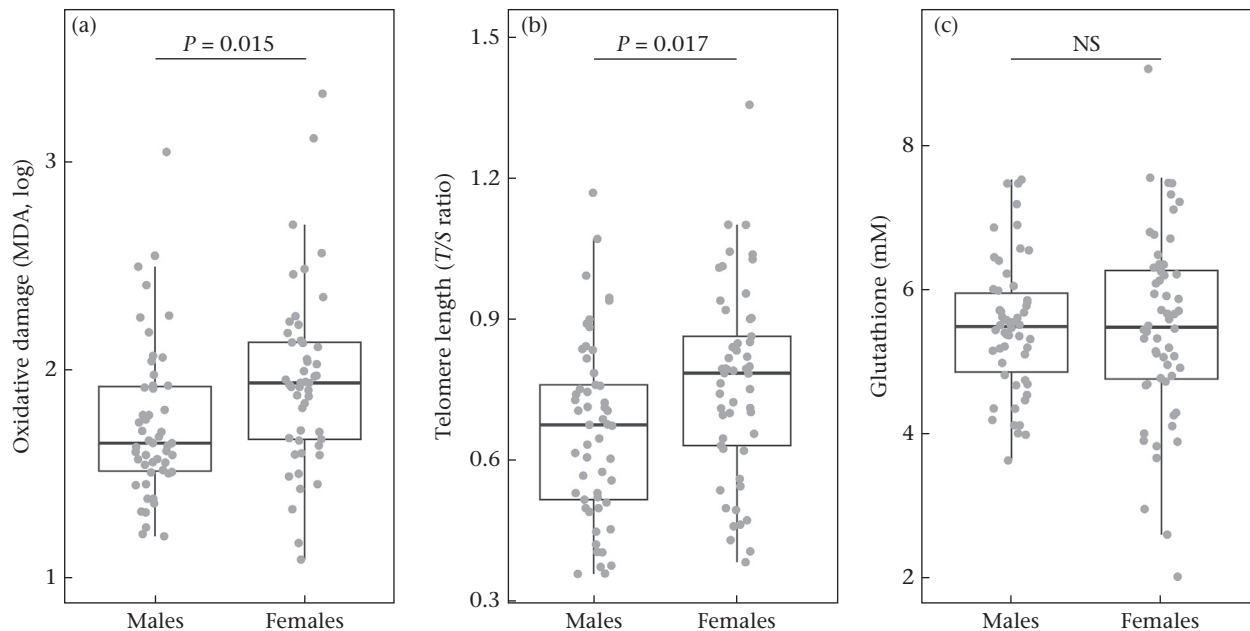 (a)
P = 0.015
Oxidative damage (MDA, log)
3
2
1
Males Females
(b)
P = 0.017
Telomere length (T/S ratio)
1.5
1.2
0.9
0.6
0.3
Males Females
(c)
NS
Glutathione (mM)
8
6
4
2
Males Females